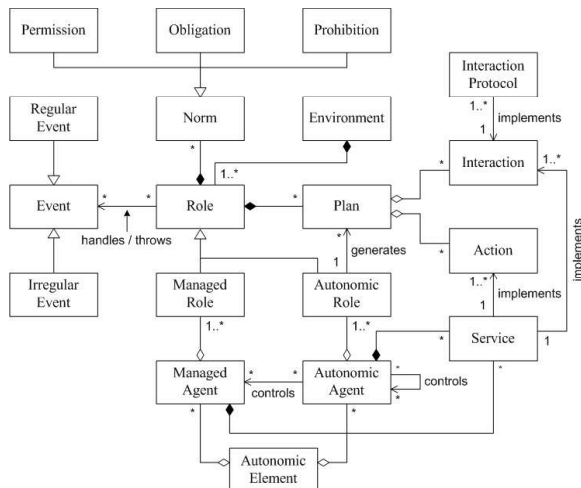 Permission
Obligation
Prohibition
Interaction
Protocol
Regular
Event
Norm
Environment
1..*
implements
1
*
1..*
*
Interaction
1..*
Event
*
*
Role
*
Plan
*
handles / throws
*
generates
1
*
Action
implements
Irregular
Event
Managed
Role
Autonomic
Role
1..*
1
implements
1..*
1..*
*
Service
1
Managed
Agent
*
*
controls
Autonomic
Agent
*
*
controls
*
*
*
Autonomic
Element